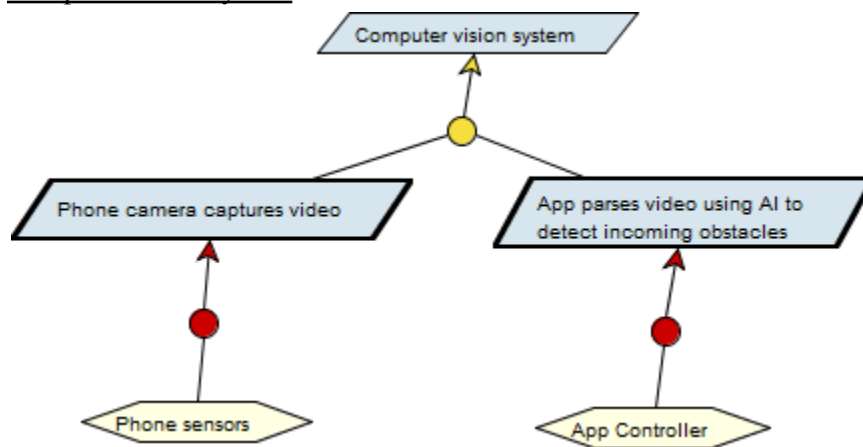 Computer vision system
Phone camera captures video
App parses video using AI to
detect incoming obstacles
Phone sensors
App Controller